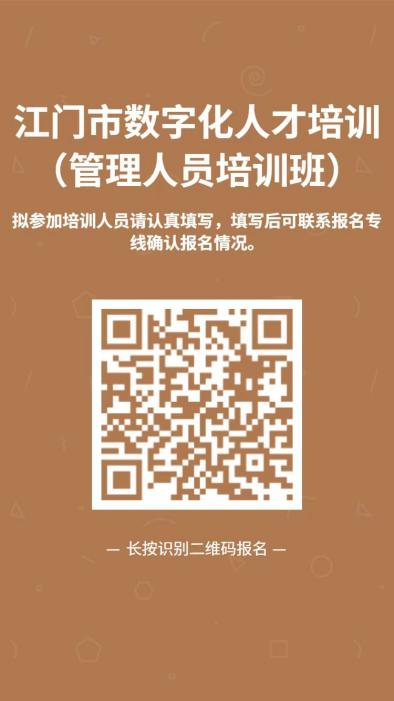 江门市数字化人才培训
（管理人员培训班）
拟参加培训人员请认真填写，填写后可联系报名专
线确认报名情况。
— 长按识别二维码报名 —